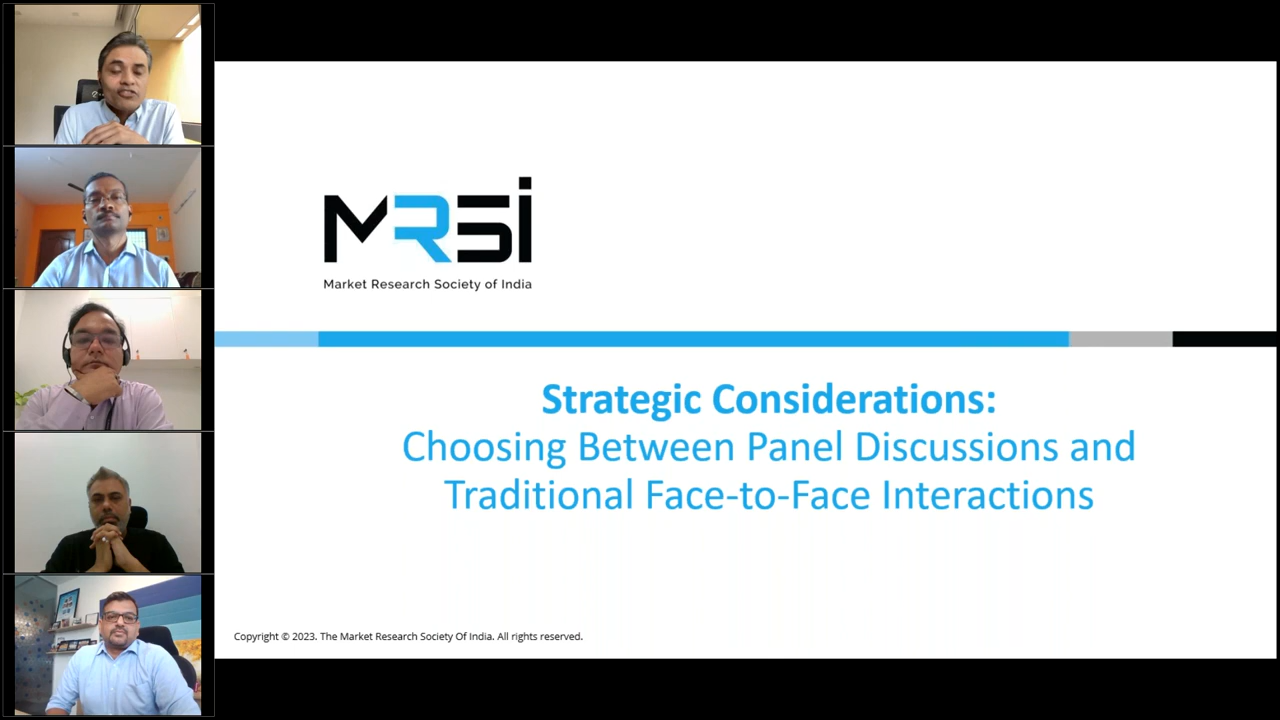 MRSI
Market Research Society of India
Strategic Considerations:
Choosing Between Panel Discussions and
Traditional Face-to-Face Interactions
Copyright © 2023. The Market Research Society Of India. All rights reserved.